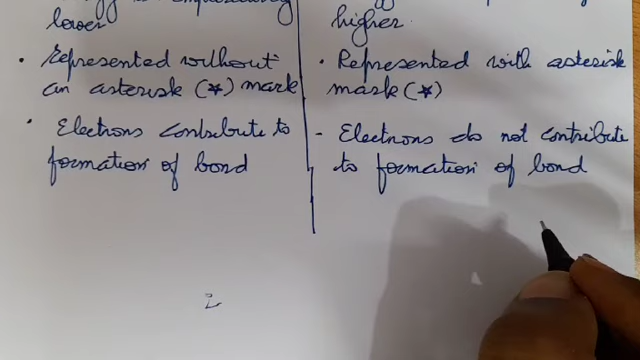 lower
• Represented without
an asterisk (*) mark
• Electrons contribute to
formation of bond
higher.
• Represented with asterisk
mark (*)
- Electrons do not contribute
to formation of bond